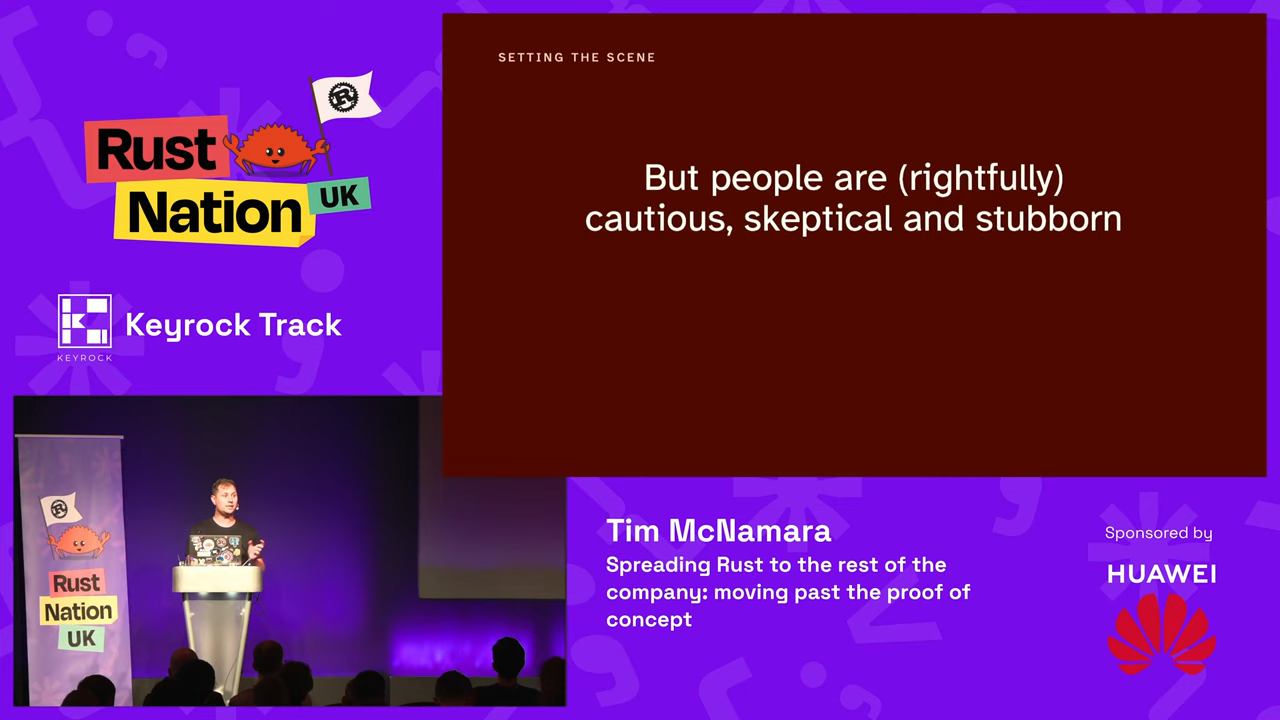 SETTING THE SCENE
But people are (rightfully)
cautious, skeptical and stubborn
Rust
Nation
UK
KEYROCK
Keyrock Track
Rust
Nation
UK
Tim McNamara
Spreading Rust to the rest of the
company: moving past the proof of
concept
Sponsored by
HUAWEI